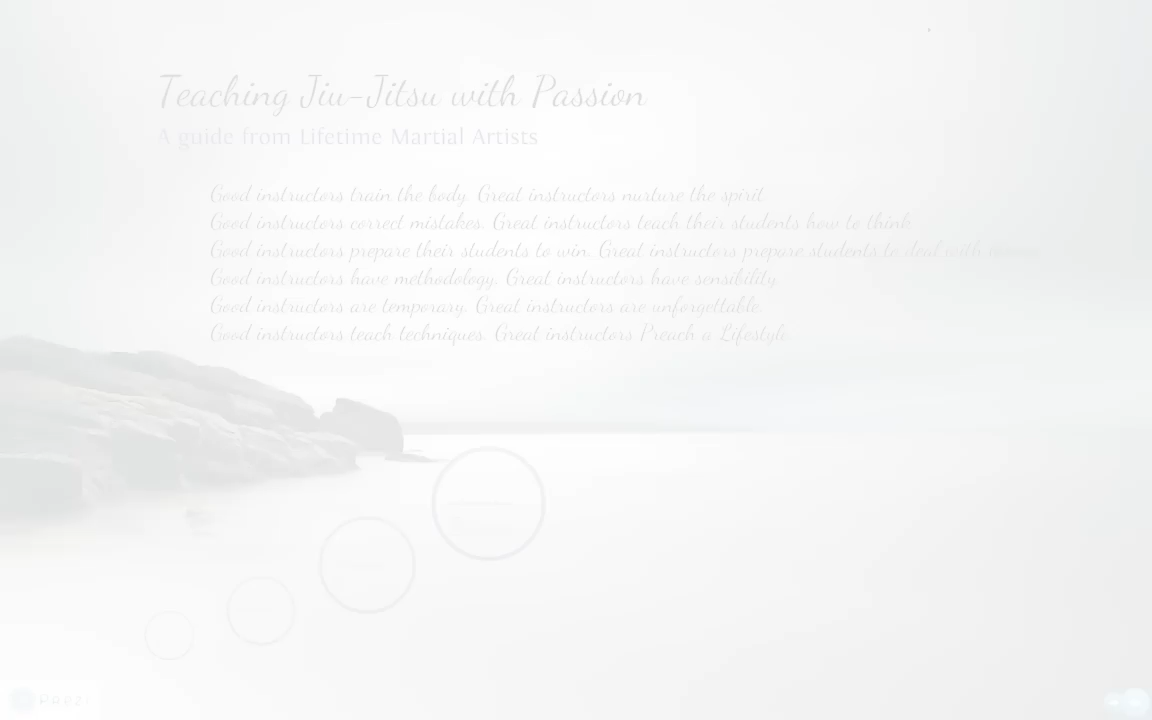 Teaching Jiu-Jitsu with Passion
A guide from Lifetime Martial Artists
Good instructors train the body. Great instructors nurture the spirit
Good instructors correct mistakes. Great instructors teach their students how to think
Good instructors prepare their students to win. Great instructors prepare students to deal with
Good instructors have methodology. Great instructors have sensibility.
Good instructors are temporary. Great instructors are unforgettable.
Good instructors teach techniques. Great instructors Preach a Lifestyle
Prezi